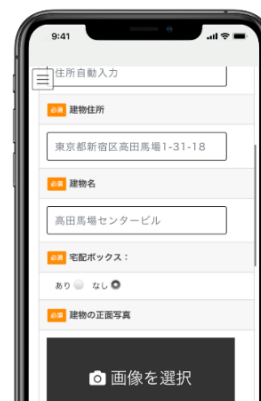 9:41
住所自動入力
必須 建物住所
東京都新宿区高田馬場1-31-18
必須 建物名
高田馬場センタービル
必須 宅配ボックス：
あり なし
必須 建物の正面写真
画像を選択